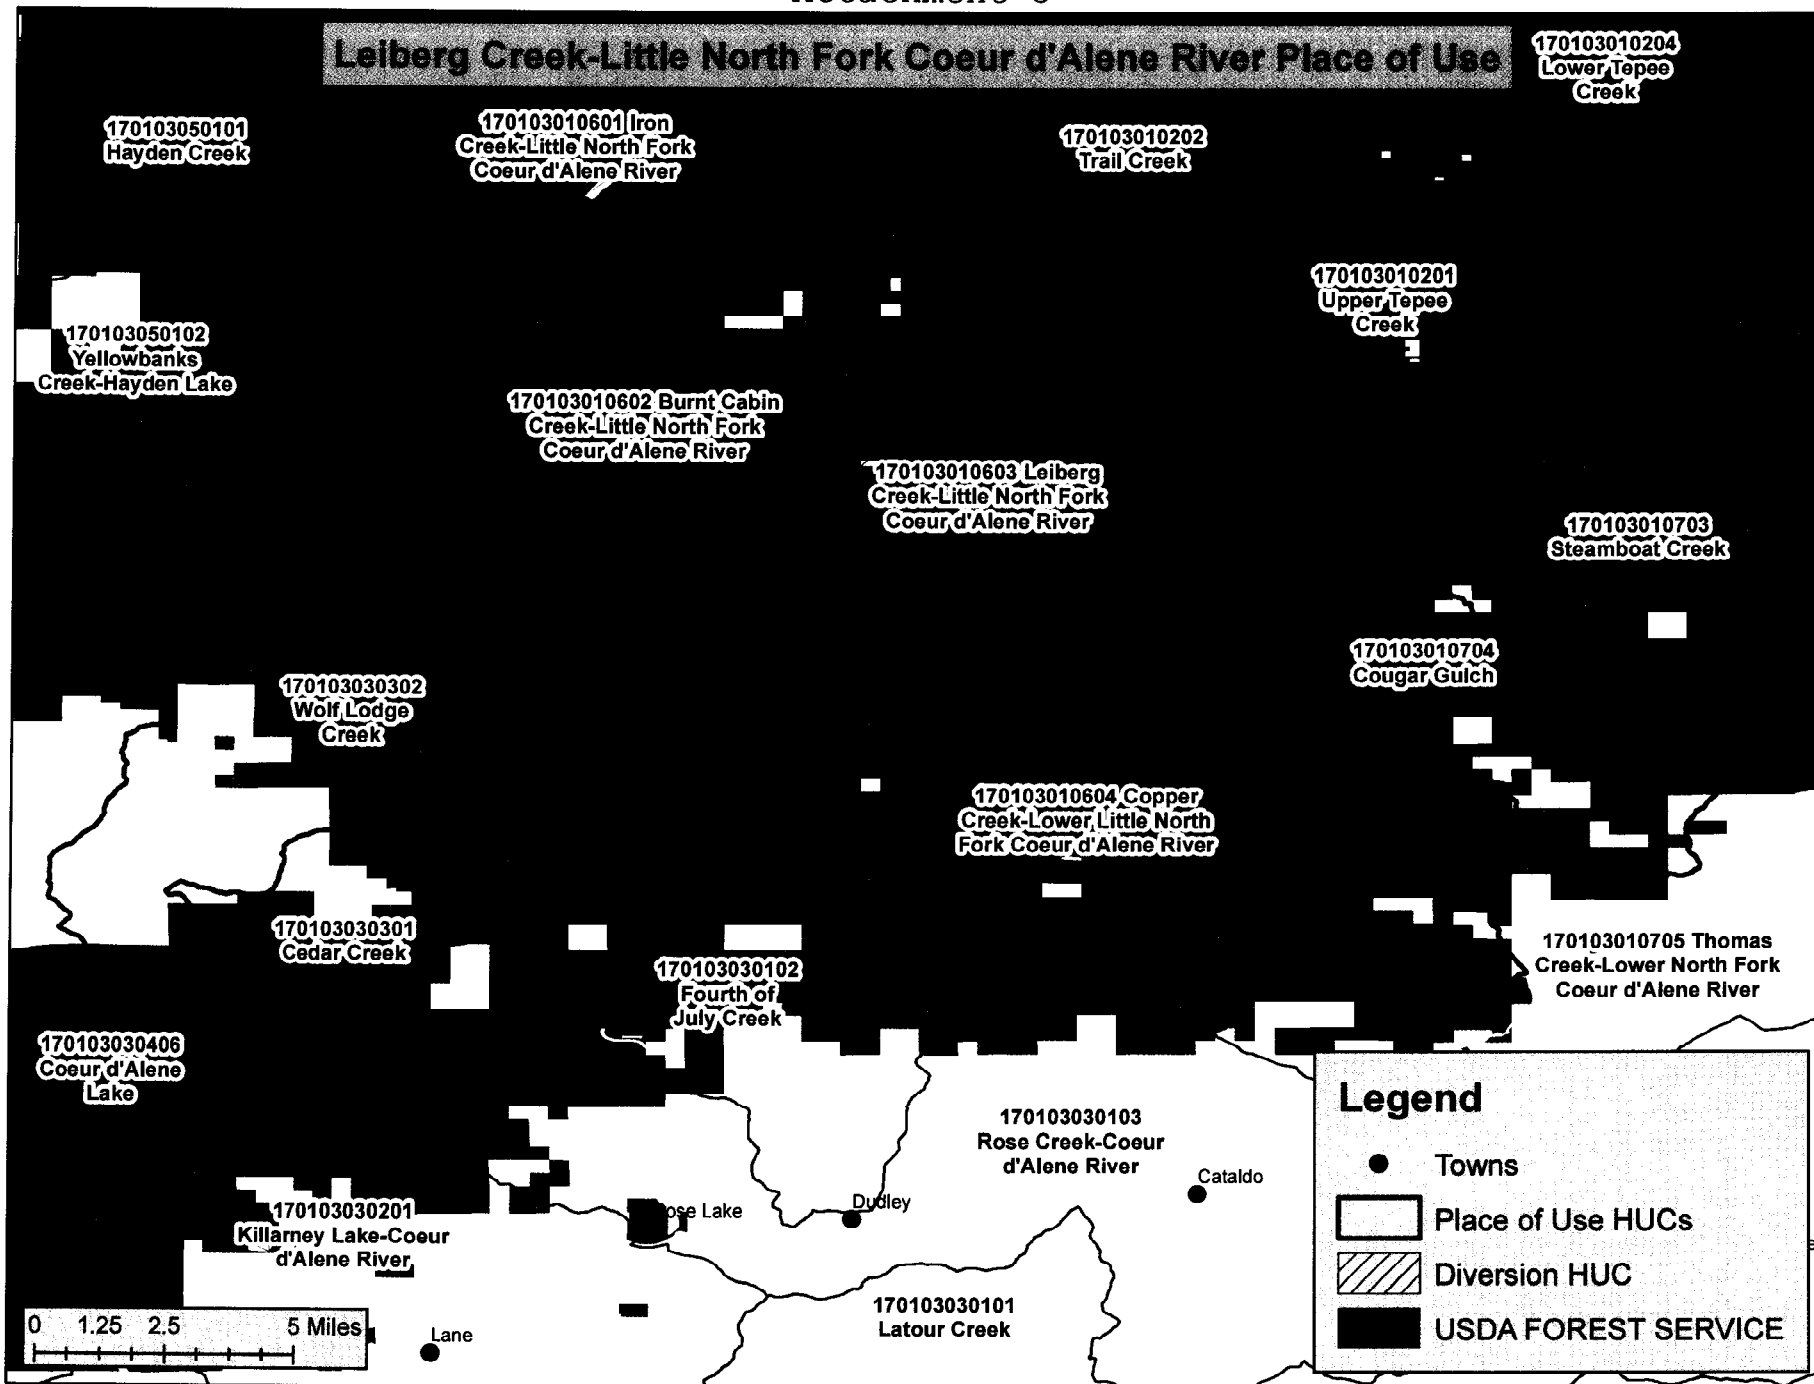 Leiberg Creek-Little North Fork Coeur d'Alene River Place of Use
170103010204
Lower Tepee
Creek
170103050101
Hayden Creek
170103010601 Iron
Creek-Little North Fork
Coeur d'Alene River
170103010202
Trail Creek
170103010201
Upper Tepee
Creek
170103050102
Yellowbanks
Creek-Hayden Lake
170103010602 Burnt Cabin
Creek-Little North Fork
Coeur d'Alene River
170103010603 Leiberg
Creek-Little North Fork
Coeur d'Alene River
170103010703
Steamboat Creek
170103010704
Cougar Gulch
170103030302
Wolf Lodge
Creek
170103010604 Copper
Creek-Lower Little North
Fork Coeur d'Alene River
170103030301
Cedar Creek
170103030102
Fourth of
July Creek
170103010705 Thomas
Creek-Lower North Fork
Coeur d'Alene River
170103030406
Coeur d'Alene
Lake
170103030103
Rose Creek-Coeur
d'Alene River
Cataldo
Dudley
Rose Lake
170103030201
Killarney Lake-Coeur
d'Alene River
170103030101
Latour Creek
Lane
0 1.25 2.5 5 Miles
Legend
Towns
Place of Use HUCs
Diversion HUC
USDA FOREST SERVICE